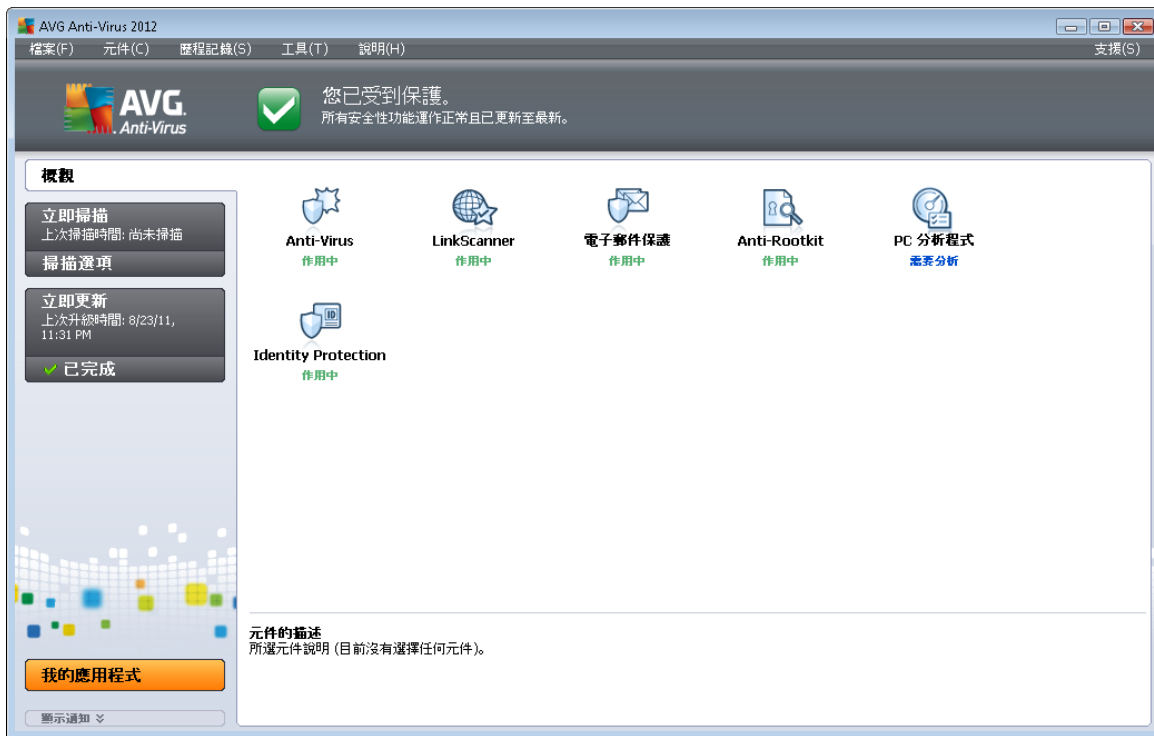 AVG Anti-Virus 2012
檔案(F) 元件(C) 歷程記錄(S) 工具(T) 說明(H) 支援(S)
AVG.
Anti-Virus
您已受到保護。
所有安全性功能運作正常且已更新至最新。
概觀
立即掃描
上次掃描時間: 尚未掃描
掃描選項
立即更新
上次升級時間: 8/23/11,
11:31 PM
已完成
Anti-Virus
作用中
LinkScanner
作用中
電子郵件保護
作用中
Anti-Rootkit
作用中
PC 分析程式
需要分析
ID
Identity Protection
作用中
元件的描述
所選元件說明 (目前沒有選擇任何元件)。
我的應用程式
顯示通知